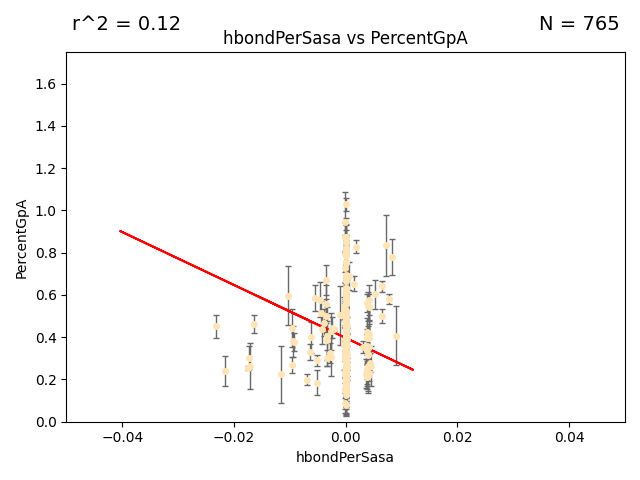 r^2 = 0.12
N = 765
hbondPerSasa vs PercentGpA
1.6
1.4
1.2
1.0
0.8
0.6
0.4
0.2
0.0
PercentGpA
−0.04
−0.02
0.00
0.02
0.04
hbondPerSasa